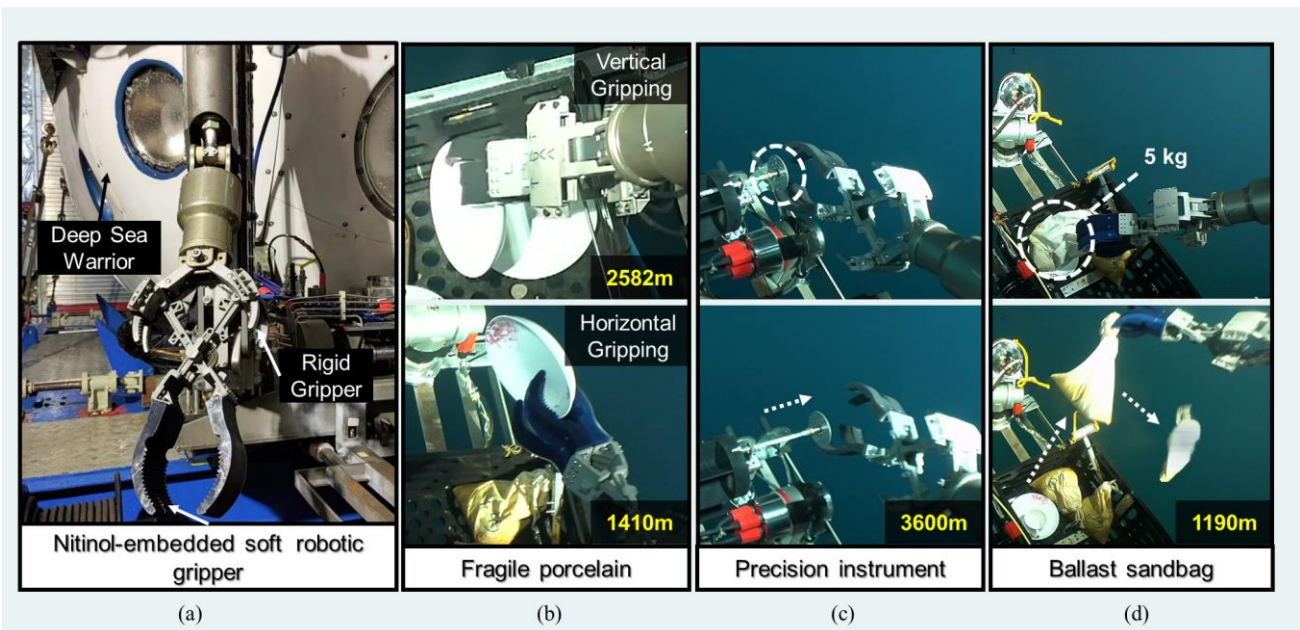 Deep Sea
Warrior
Rigid
Gripper
Nitinol-embedded soft robotic
gripper
(a)
Vertical
Gripping
2582m
Horizontal
Gripping
1410m
Fragile porcelain
(b)
3600m
Precision instrument
(c)
5 kg
1190m
Ballast sandbag
(d)